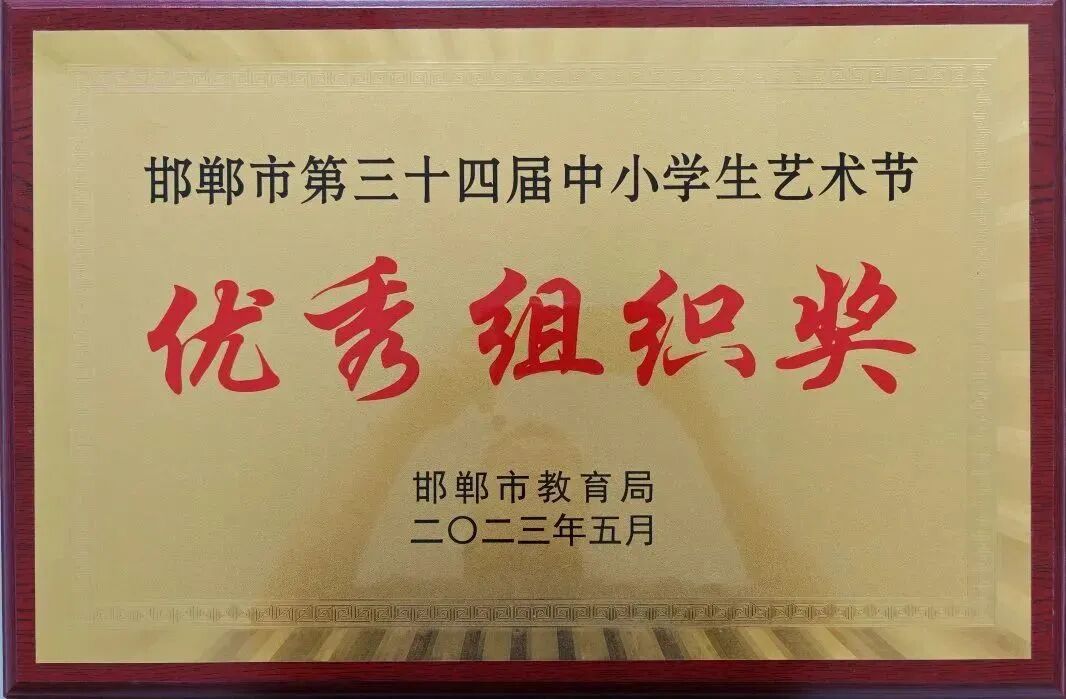 邯郸市第三十四届中小学生艺术节
优秀组织奖
邯郸市教育局
二〇二三年五月